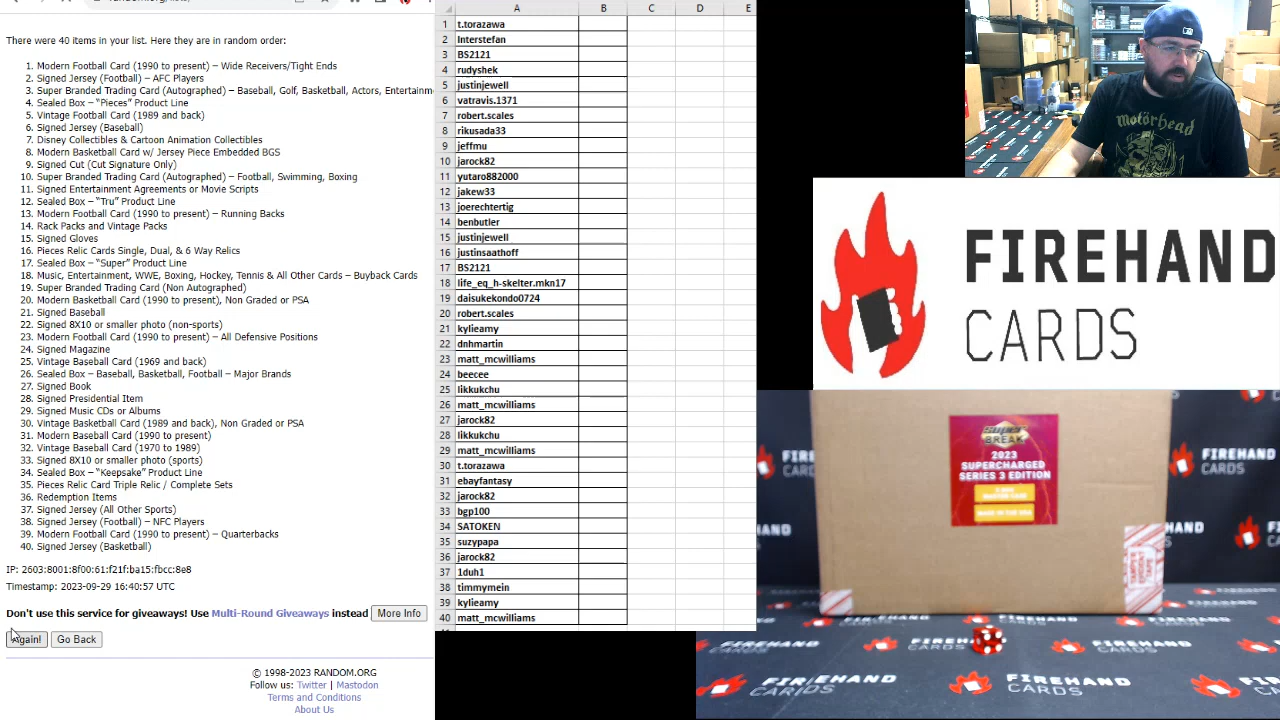 There were 40 items in your list. Here they are in random order:
1. Modern Football Card (1990 to present) – Wide Receivers/Tight Ends
2. Signed Jersey (Football) – AFC Players
3. Super Branded Trading Card (Autographed) – Baseball, Golf, Basketball, Actors, Entertainm
4. Sealed Box – "Pieces" Product Line
5. Vintage Football Card (1989 and back)
6. Signed Jersey (Baseball)
7. Disney Collectibles & Cartoon Animation Collectibles
8. Modern Basketball Card w/ Jersey Piece Embedded BGS
9. Signed Cut (Cut Signature Only)
10. Super Branded Trading Card (Autographed) – Football, Swimming, Boxing
11. Signed Entertainment Agreements or Movie Scripts
12. Sealed Box – "Tru" Product Line
13. Modern Football Card (1990 to present) – Running Backs
14. Rack Packs and Vintage Packs
15. Signed Gloves
16. Pieces Relic Cards Single, Dual, & 6 Way Relics
17. Sealed Box – "Super" Product Line
18. Music, Entertainment, WWE, Boxing, Hockey, Tennis & All Other Cards – Buyback Cards
19. Super Branded Trading Card (Non Autographed)
20. Modern Basketball Card (1990 to present), Non Graded or PSA
21. Signed Baseball
22. Signed 8X10 or smaller photo (non-sports)
23. Modern Football Card (1990 to present) – All Defensive Positions
24. Signed Magazine
25. Vintage Baseball Card (1969 and back)
26. Sealed Box – Baseball, Basketball, Football – Major Brands
27. Signed Book
28. Signed Presidential Item
29. Signed Music CDs or Albums
30. Vintage Basketball Card (1989 and back), Non Graded or PSA
31. Modern Baseball Card (1990 to present)
32. Vintage Baseball Card (1970 to 1989)
33. Signed 8X10 or smaller photo (sports)
34. Sealed Box – "Keepsake" Product Line
35. Pieces Relic Card Triple Relic / Complete Sets
36. Redemption Items
37. Signed Jersey (All Other Sports)
38. Signed Jersey (Football) – NFC Players
39. Modern Football Card (1990 to present) – Quarterbacks
40. Signed Jersey (Basketball)
IP: 2603:8001:8f00:61:f21f:ba15:fbcc:8e8,
Timestamp: 2023-09-29 16:40:57 UTC
Don't use this service for giveaways! Use Multi-Round Giveaways instead More Info
Again! Go Back
© 1998-2023 RANDOM.ORG
Follow us: Twitter | Mastodon
Terms and Conditions
About Us
A B C D E
1 t.torazawa
2 Interstefan
3 BS2121
4 rudyshek
5 justinjewell
6 vatravis.1371
7 robert.scales
8 rikusada33
9 jeffmu
10 jarock82
11 yutaro882000
12 jakew33
13 joerechtertig
14 benbutler
15 justinjewell
16 justinsaathoff
17 BS2121
18 life_eq_h-skelter.mkn17
19 daisukekondo0724
20 robert.scales
21 kylieamy
22 dnhmartin
23 matt_mcwilliams
24 beecee
25 likkukchu
26 matt_mcwilliams
27 jarock82
28 likkukchu
29 matt_mcwilliams
30 t.torazawa
31 ebayfantasy
32 jarock82
33 bgp100
34 SATOKEN
35 suzypapa
36 jarock82
37 1duh1
38 timmymein
39 kylieamy
40 matt_mcwilliams
Motörhead
FIREHAND
CARDS
Super
BREAK
2023
SUPERCHARGED
SERIES 3 EDITION
FIREHAND
CARDS